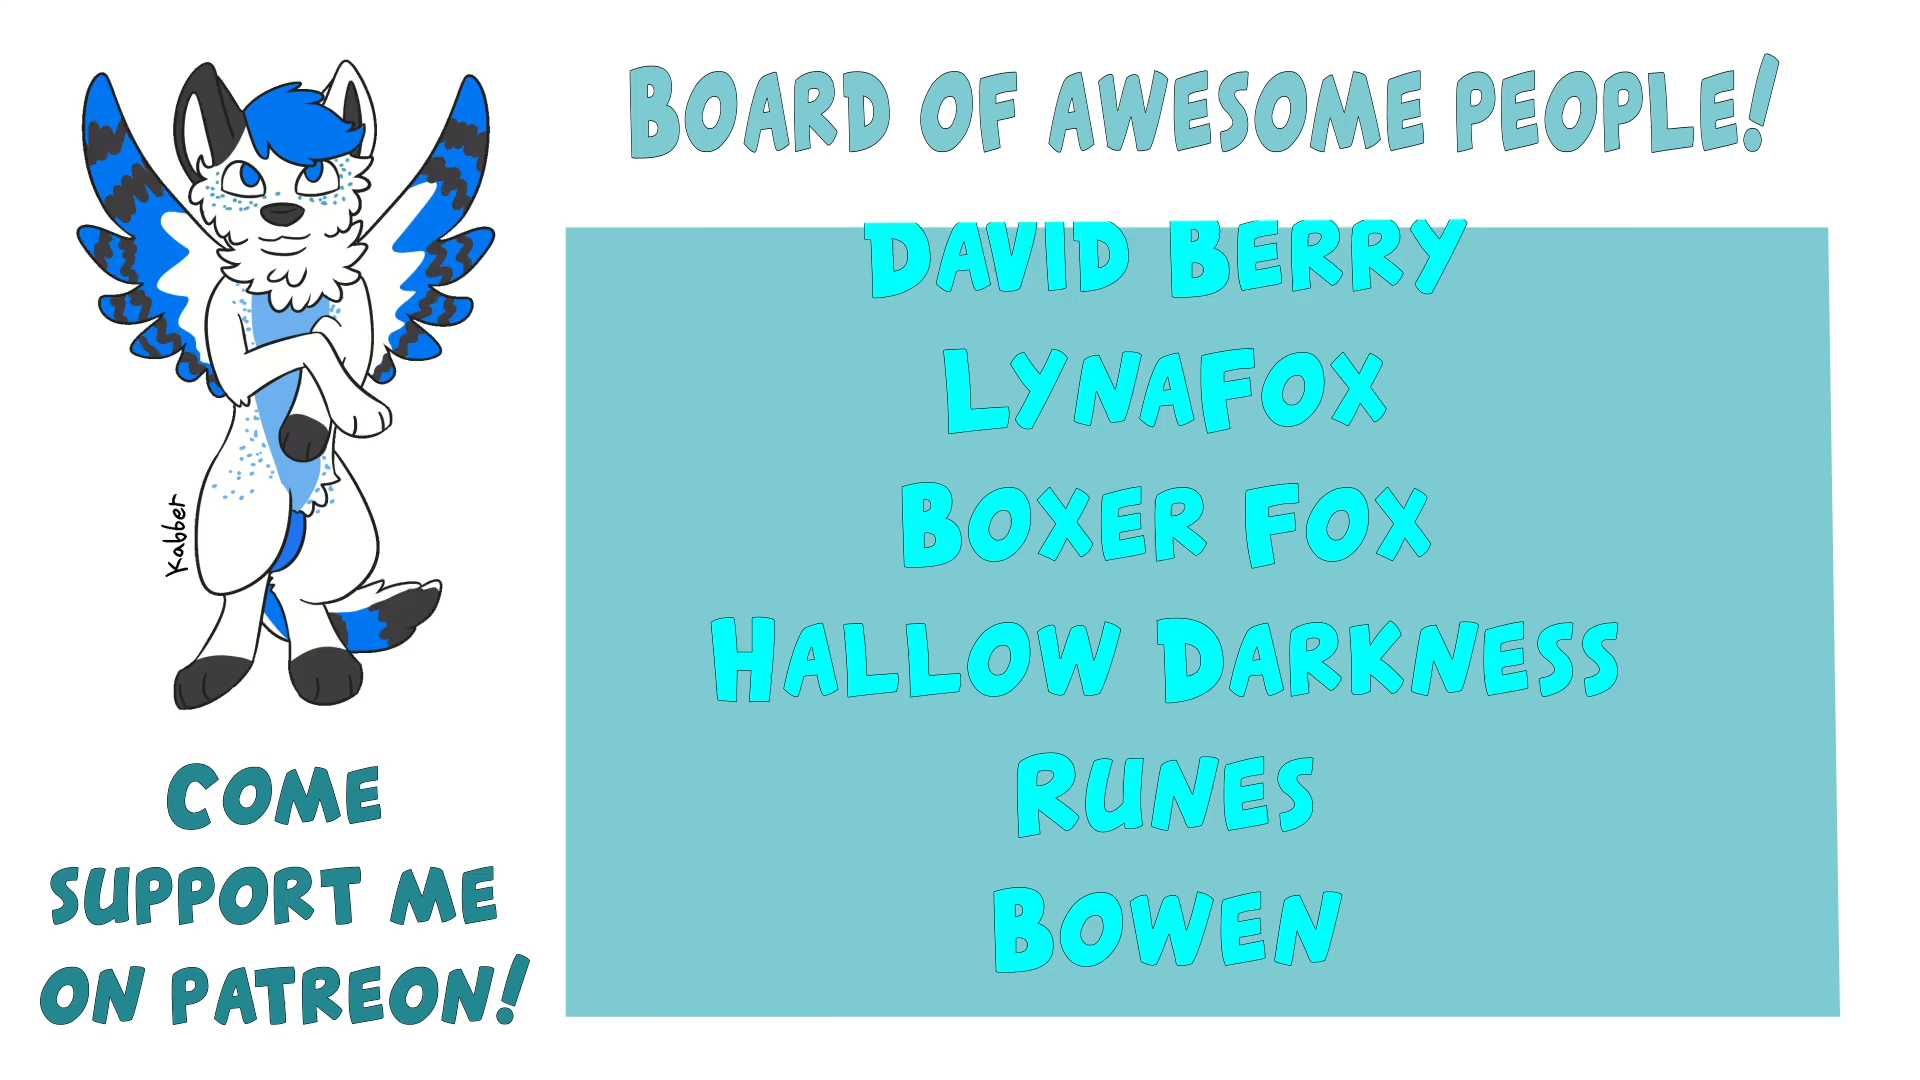 Board of awesome people!
David Berry
LynaFox
Boxer Fox
Hallow Darkness
Runes
Bowen
Kabber
Come
support me
on patreon!